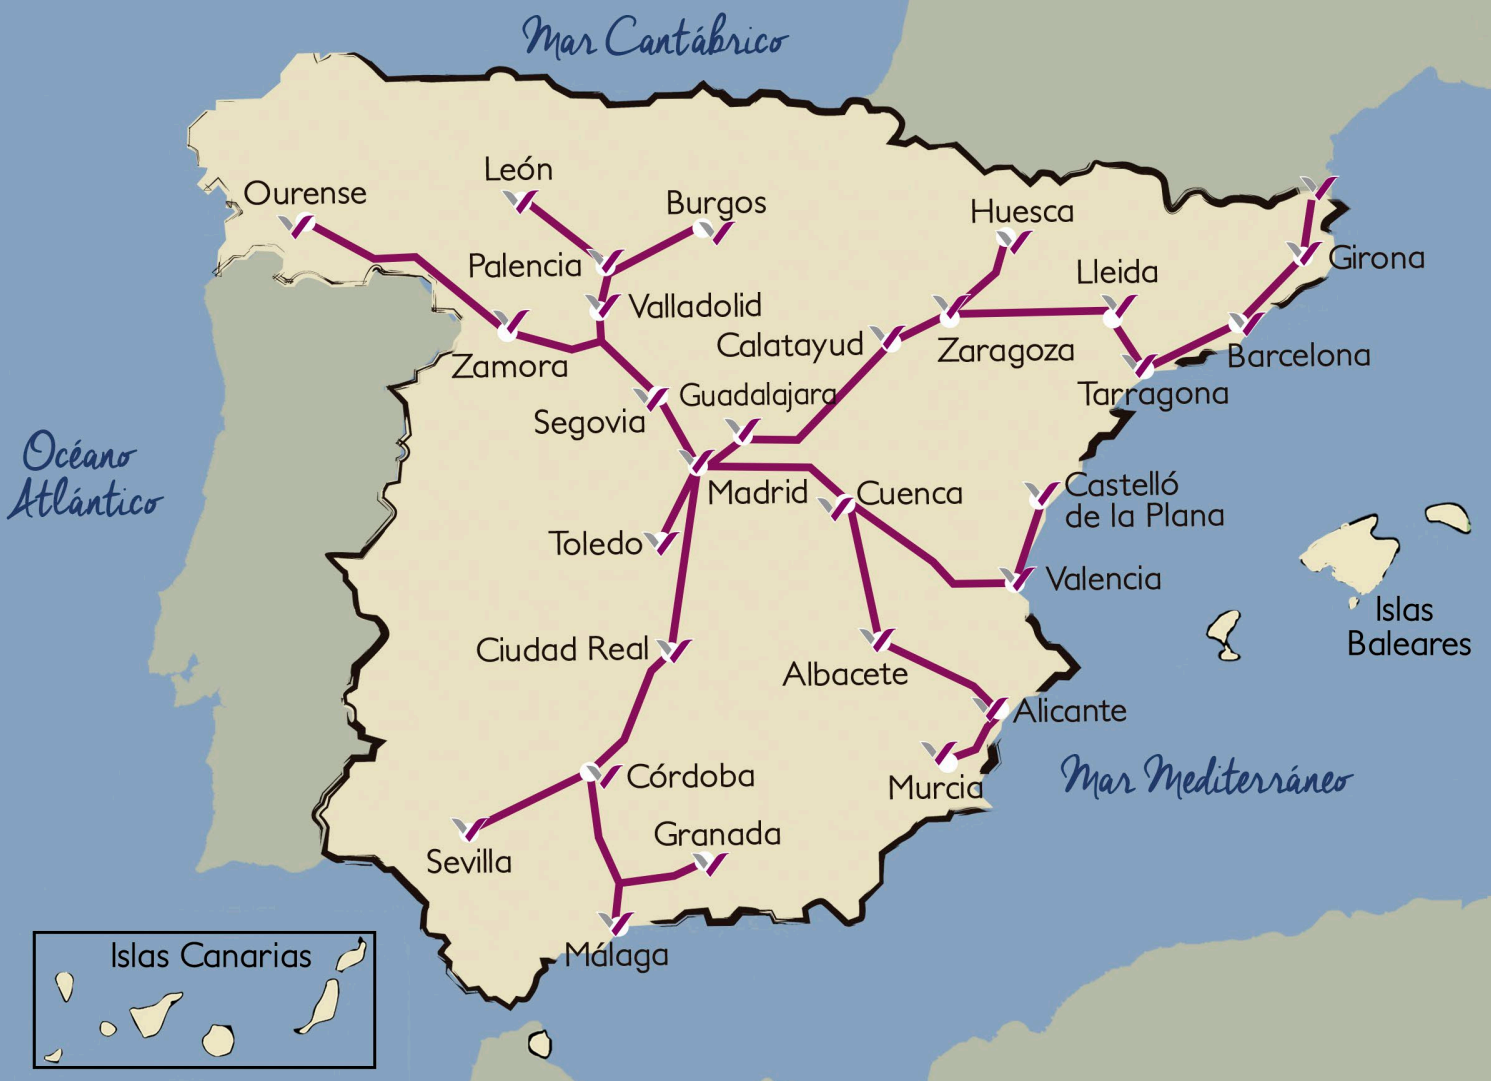 Mar Cantábrico
León
Ourense
Burgos
Huesca
Palencia
Girona
Lleida
Valladolid
Calatayud
Zaragoza
Barcelona
Zamora
Guadalajara
Tarragona
Segovia
Océano
Atlántico
Madrid
Cuenca
Castelló
de la Plana
Toledo
Valencia
Islas
Baleares
Ciudad Real
Albacete
Alicante
Mar Mediterráneo
Córdoba
Murcia
Granada
Sevilla
Málaga
Islas Canarias